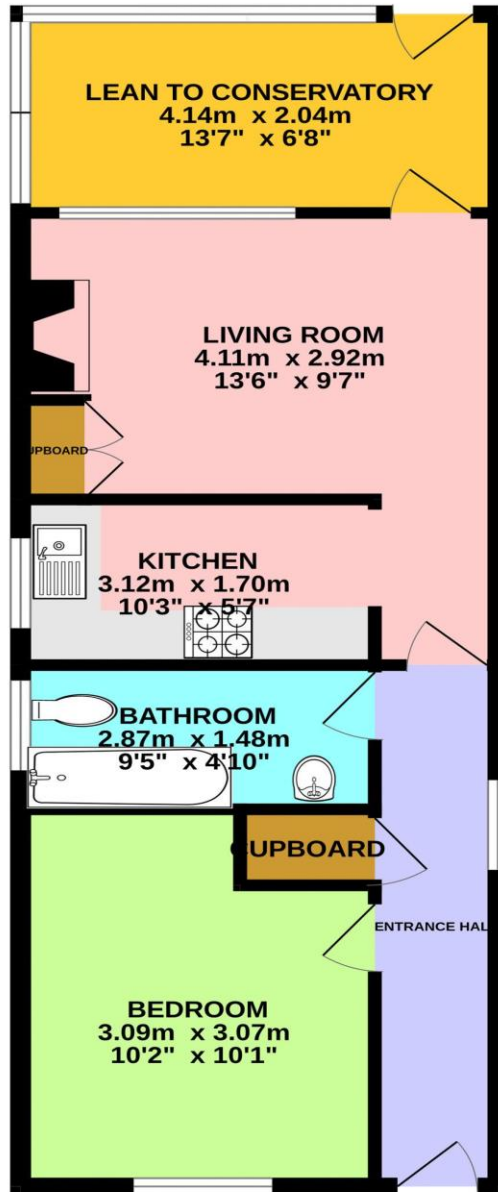 LEAN TO CONSERVATORY
4.14m x 2.04m
13'7" x 6'8"
LIVING ROOM
4.11m x 2.92m
13'6" x 9'7"
UPBOARD
KITCHEN
3.12m x 1.70m
10'3" x 5'7"
BATHROOM
2.87m x 1.48m
9'5" x 4'10"
CUPBOARD
ENTRANCE HAL
BEDROOM
3.09m x 3.07m
10'2" x 10'1"